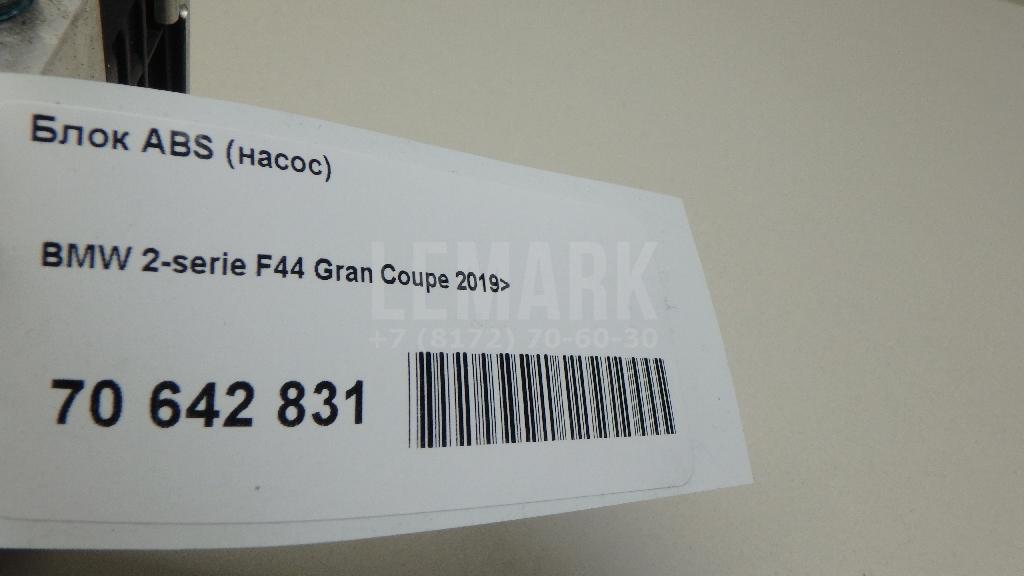 Блок ABS (насос)
BMW 2-serie F44 Gran Coupe 2019>
LEMARK
+7 (8172) 70-60-30
70 642 831